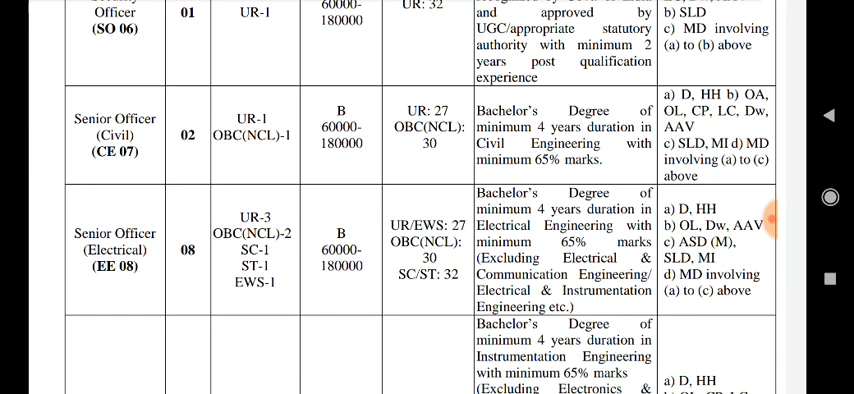 Officer
(SO 06)
01
UR-1
60000-
180000
UR: 32
and approved by
UGC/appropriate statutory
authority with minimum 2
years post qualification
experience
b) SLD
c) MD involving
(a) to (b) above
Senior Officer
(Civil)
(CE 07)
02
UR-1
OBC(NCL)-1
B
60000-
180000
UR: 27
OBC(NCL):
30
Bachelor's Degree of
minimum 4 years duration in
Civil Engineering with
minimum 65% marks.
a) D, HH b) OA,
OL, CP, LC, Dw,
AAV
c) SLD, MI d) MD
involving (a) to (c)
above
Senior Officer
(Electrical)
(EE 08)
08
UR-3
OBC(NCL)-2
SC-1
ST-1
EWS-1
B
60000-
180000
UR/EWS: 27
OBC(NCL):
30
SC/ST: 32
Bachelor's Degree of
minimum 4 years duration in
Electrical Engineering with
minimum 65% marks
(Excluding Electrical &
Communication Engineering/
Electrical & Instrumentation
Engineering etc.)
a) D, HH
b) OL, Dw, AAV
c) ASD (M),
SLD, MI
d) MD involving
(a) to (c) above
Bachelor's Degree of
minimum 4 years duration in
Instrumentation Engineering
with minimum 65% marks
(Excluding Electronics &
a) D, HH